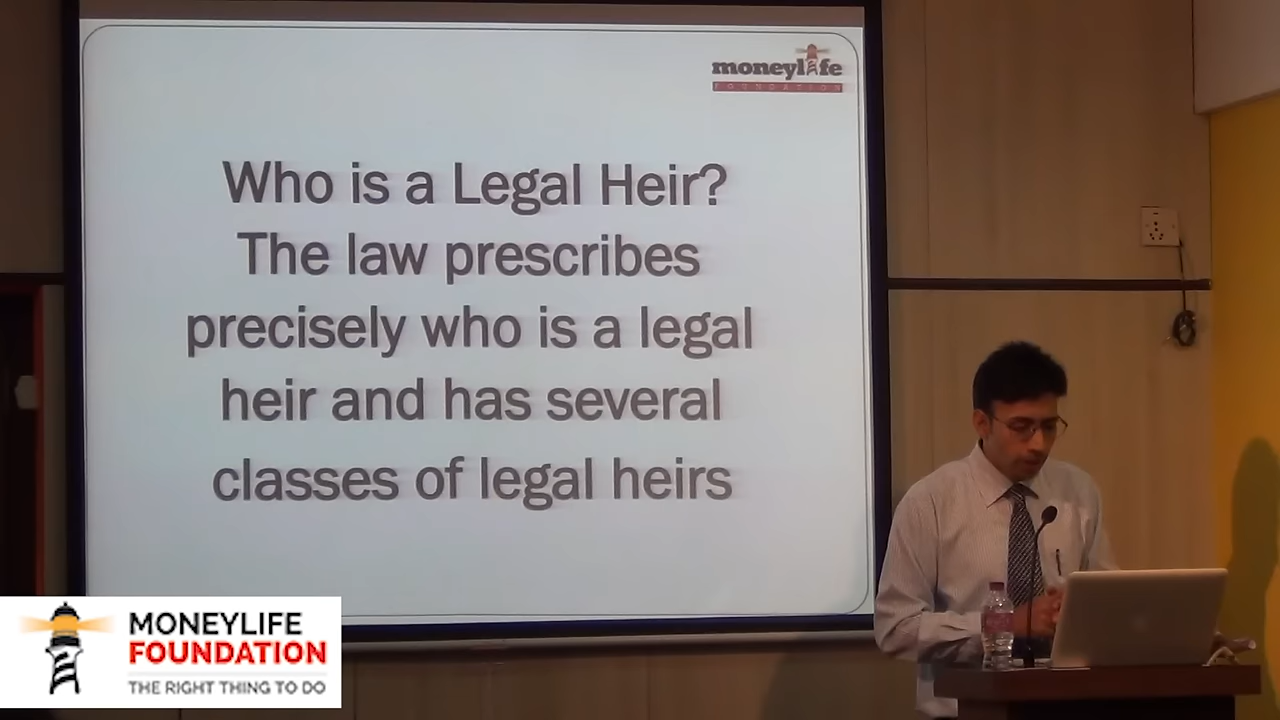 moneylife
FOUNDATION
Who is a Legal Heir?
The law prescribes
precisely who is a legal
heir and has several
classes of legal heirs
MONEYLIFE
FOUNDATION
THE RIGHT THING TO DO